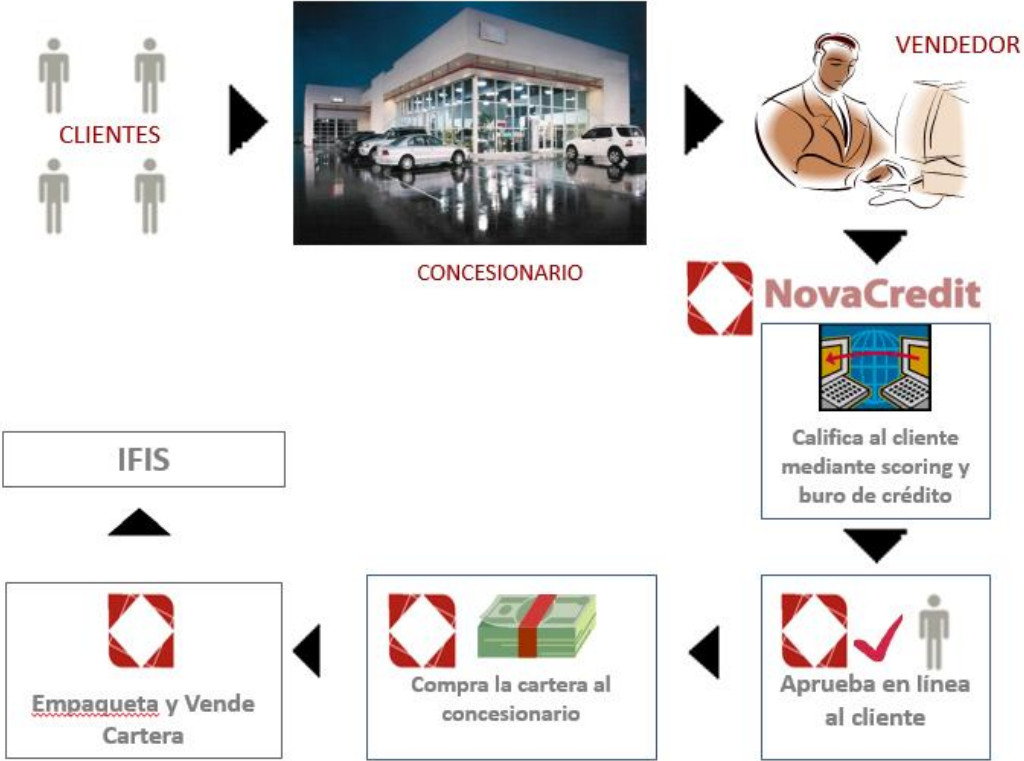 CLIENTES
CONCESIONARIO
VENDEDOR
NovaCredit
Califica al cliente
mediante scoring y
buro de crédito
Aprueba en línea
al cliente
Compra la cartera al
concesionario
Empaqueta y Vende
Cartera
IFIS